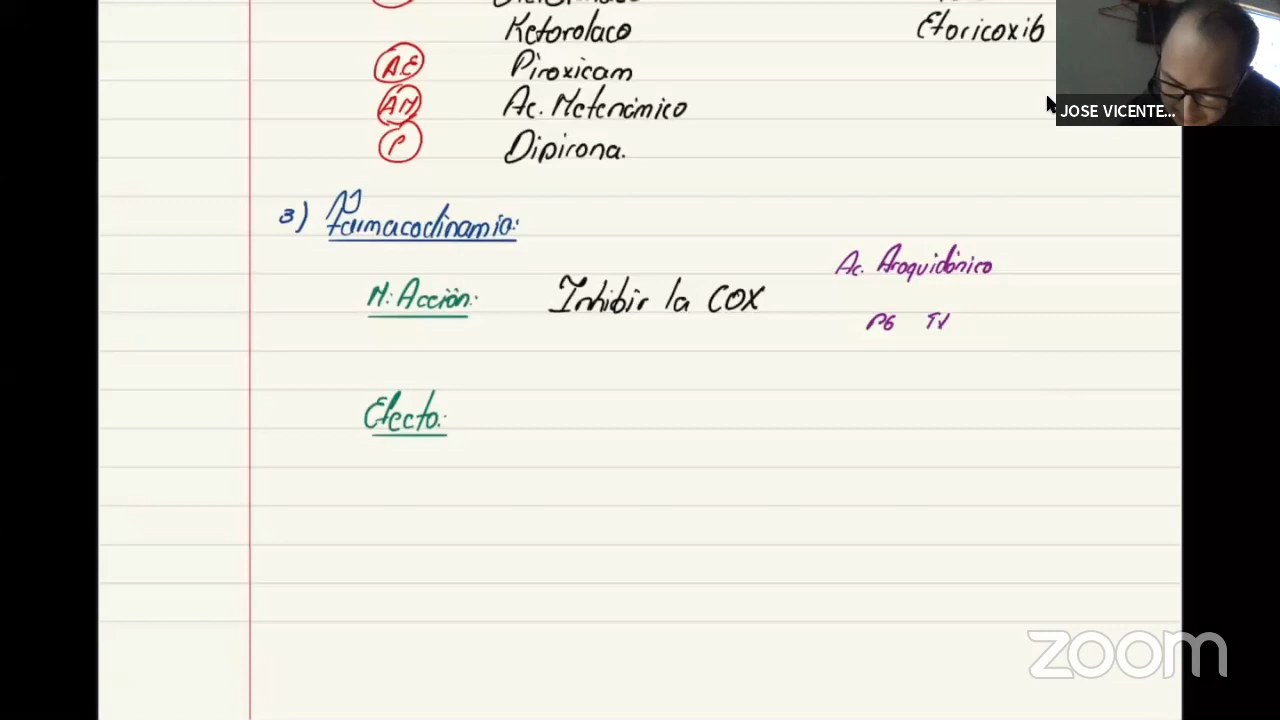 Ketorolaco Etoricoxib
AE Piroxicam
AM Ac. Mefenámico
P Dipirona.
JOSE VICENTE...
3) Farmacodinamia:
Ac. Araquidónico
M. Acción: Inhibir la COX
PG
Efecto:
zoom